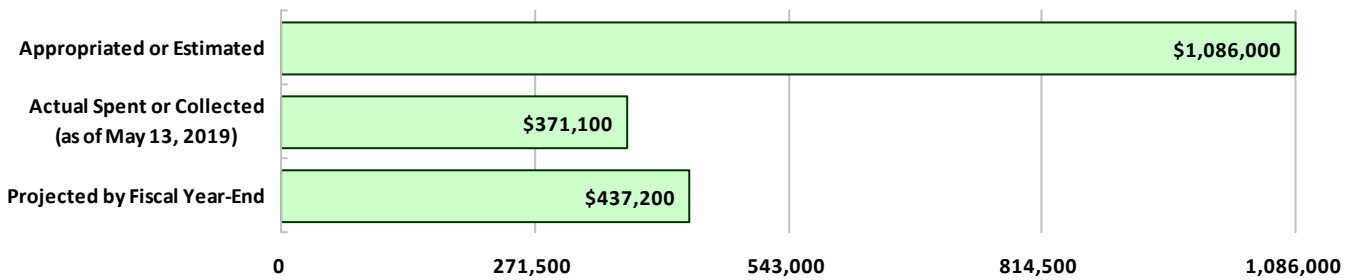 Appropriated or Estimated
$1,086,000
Actual Spent or Collected
(as of May 13, 2019)
$371,100
Projected by Fiscal Year-End
$437,200
0 271,500 543,000 814,500 1,086,000